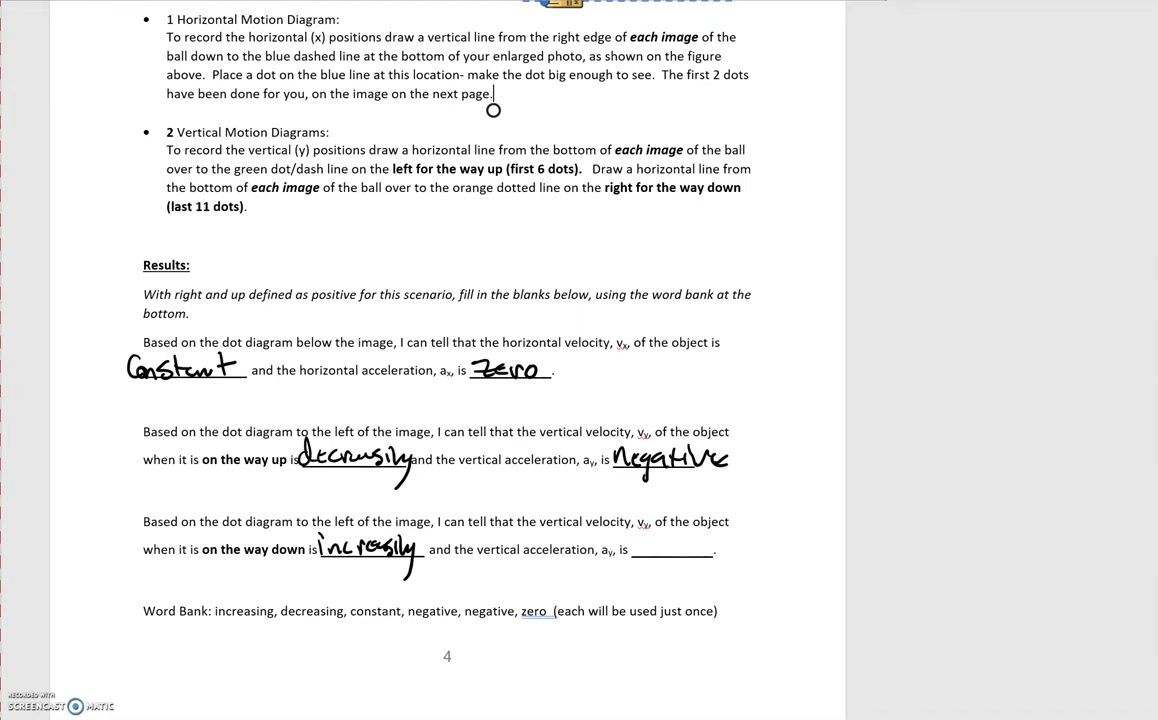 • 1 Horizontal Motion Diagram:
To record the horizontal (x) positions draw a vertical line from the right edge of each image of the
ball down to the blue dashed line at the bottom of your enlarged photo, as shown on the figure
above. Place a dot on the blue line at this location- make the dot big enough to see. The first 2 dots
have been done for you, on the image on the next page.
• 2 Vertical Motion Diagrams:
To record the vertical (y) positions draw a horizontal line from the bottom of each image of the ball
over to the green dot/dash line on the left for the way up (first 6 dots). Draw a horizontal line from
the bottom of each image of the ball over to the orange dotted line on the right for the way down
(last 11 dots).
Results:
With right and up defined as positive for this scenario, fill in the blanks below, using the word bank at the
bottom.
Based on the dot diagram below the image, I can tell that the horizontal velocity, vx, of the object is
Constant and the horizontal acceleration, ax, is zero.
Based on the dot diagram to the left of the image, I can tell that the vertical velocity, vy, of the object
when it is on the way up is decreasing and the vertical acceleration, ay, is negative
Based on the dot diagram to the left of the image, I can tell that the vertical velocity, vy, of the object
when it is on the way down is increasing and the vertical acceleration, ay, is __________.
Word Bank: increasing, decreasing, constant, negative, negative, zero (each will be used just once)
4
RECORDED WITH
SCREENCAST MATIC